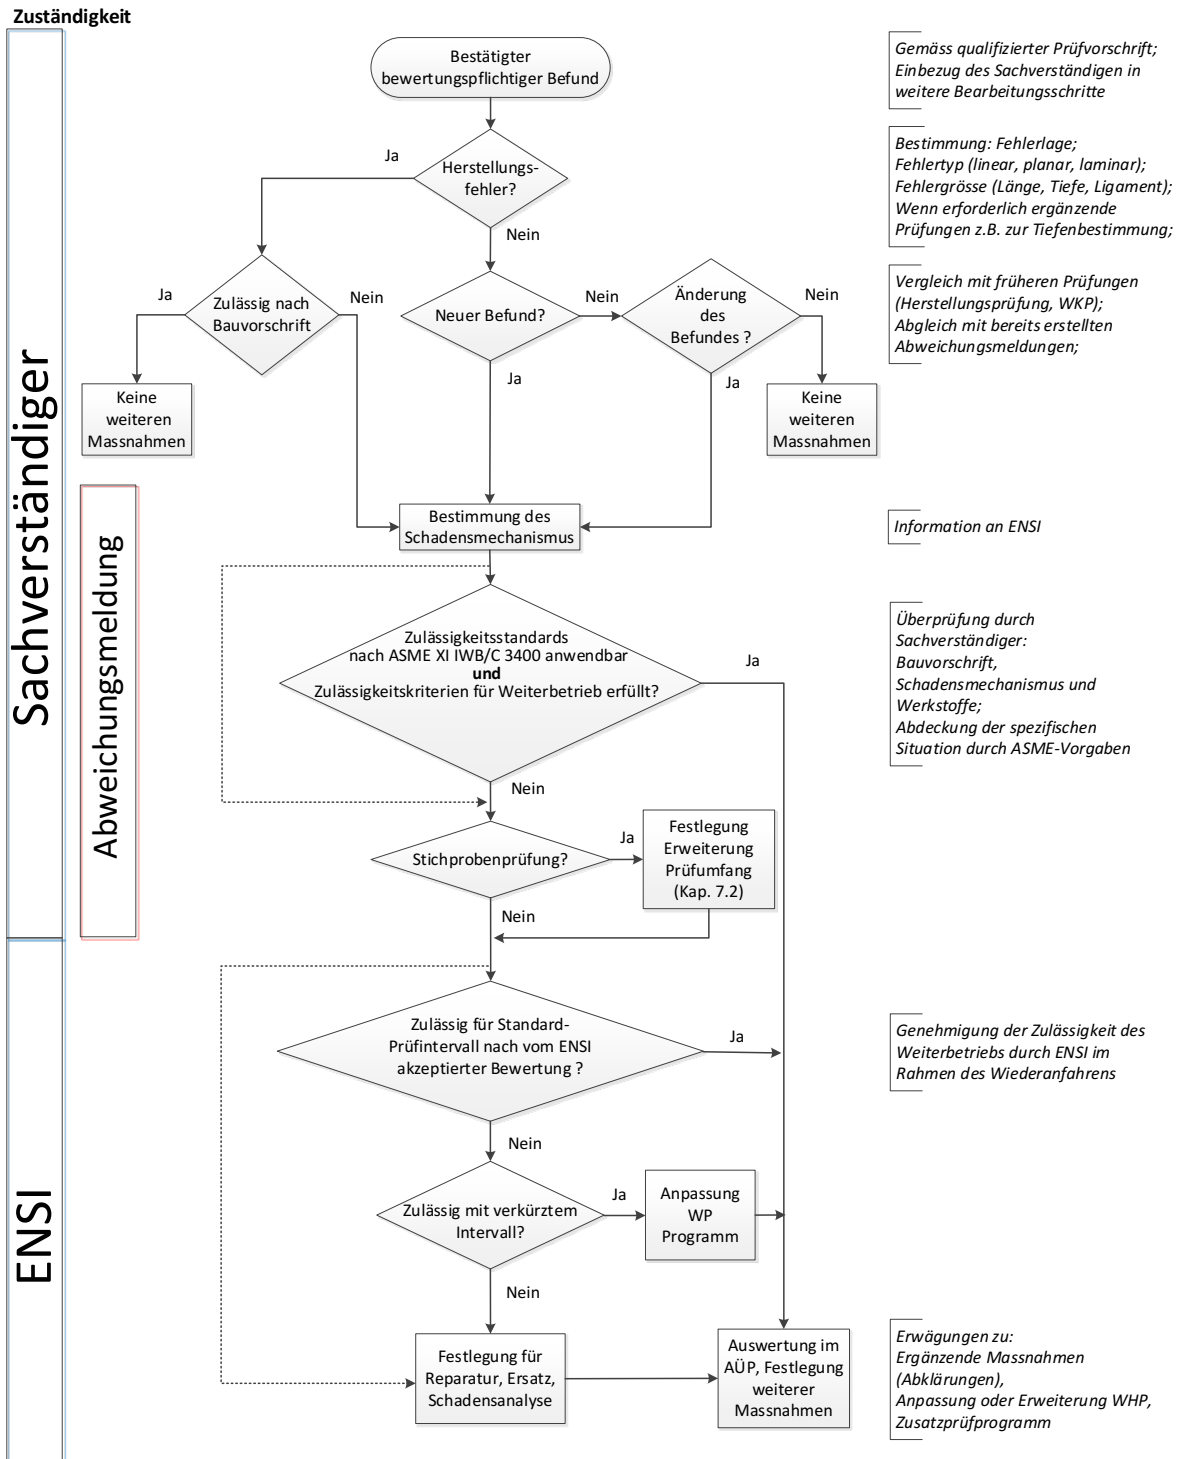 Zuständigkeit
Sachverständiger
Abweichungsmeldung
ENSI
Bestätigter
bewertungspflichtiger Befund
Gemäss qualifizierter Prüfvorschrift;
Einbezug des Sachverständigen in
weitere Bearbeitungsschritte
Herstellungs-
fehler?
Ja
Nein
Bestimmung: Fehlerlage;
Fehlertyp (linear, planar, laminar);
Fehlergrösse (Länge, Tiefe, Ligament);
Wenn erforderlich ergänzende
Prüfungen z.B. zur Tiefenbestimmung;
Zulässig nach
Bauvorschrift
Ja
Nein
Neuer Befund?
Nein
Ja
Änderung
des
Befundes ?
Nein
Ja
Vergleich mit früheren Prüfungen
(Herstellungsprüfung, WKP);
Abgleich mit bereits erstellten
Abweichungsmeldungen;
Keine
weiteren
Massnahmen
Keine
weiteren
Massnahmen
Bestimmung des
Schadensmechanismus
Information an ENSI
Zulässigkeitsstandards
nach ASME XI IWB/C 3400 anwendbar
und
Zulässigkeitskriterien für Weiterbetrieb erfüllt?
Ja
Nein
Überprüfung durch
Sachverständiger:
Bauvorschrift,
Schadensmechanismus und
Werkstoffe;
Abdeckung der spezifischen
Situation durch ASME-Vorgaben
Stichprobenprüfung?
Ja
Nein
Festlegung
Erweiterung
Prüfumfang
(Kap. 7.2)
Zulässig für Standard-
Prüfintervall nach vom ENSI
akzeptierter Bewertung ?
Ja
Nein
Genehmigung der Zulässigkeit des
Weiterbetriebs durch ENSI im
Rahmen des Wiederanfahrens
Zulässig mit verkürztem
Intervall?
Ja
Nein
Anpassung
WP
Programm
Festlegung für
Reparatur, Ersatz,
Schadensanalyse
Auswertung im
AÜP, Festlegung
weiterer
Massnahmen
Erwägungen zu:
Ergänzende Massnahmen
(Abklärungen),
Anpassung oder Erweiterung WHP,
Zusatzprüfprogramm